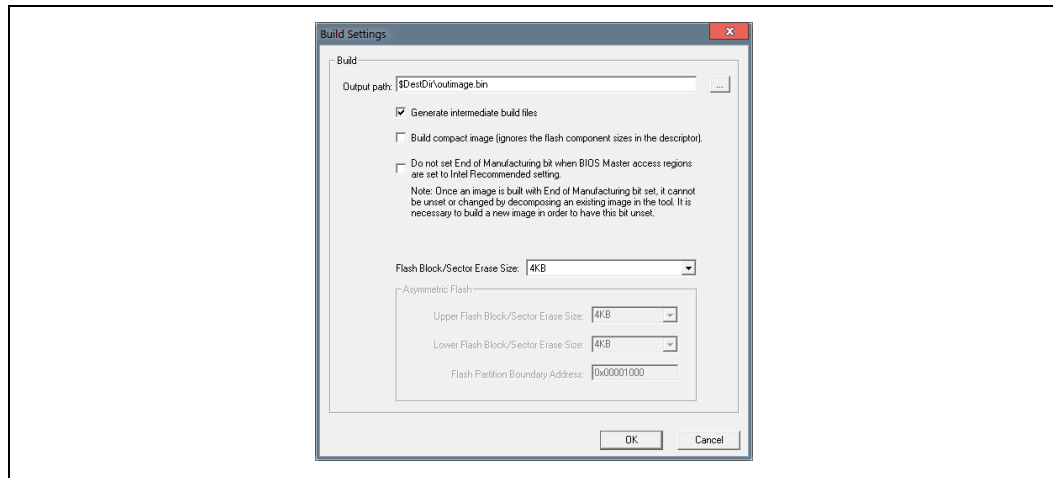 Build Settings
x
Build
Output path: $DestDir\outimage.bin ...
Generate intermediate build files
Build compact image (ignores the flash component sizes in the descriptor).
Do not set End of Manufacturing bit when BIOS Master access regions
are set to Intel Recommended setting.
Note: Once an image is built with End of Manufacturing bit set, it cannot
be unset or changed by decomposing an existing image in the tool. It is
necessary to build a new image in order to have this bit unset.
Flash Block/Sector Erase Size: 4KB
Asymmetric Flash
Upper Flash Block/Sector Erase Size: 4KB
Lower Flash Block/Sector Erase Size: 4KB
Flash Partition Boundary Address: 0x00001000
OK Cancel